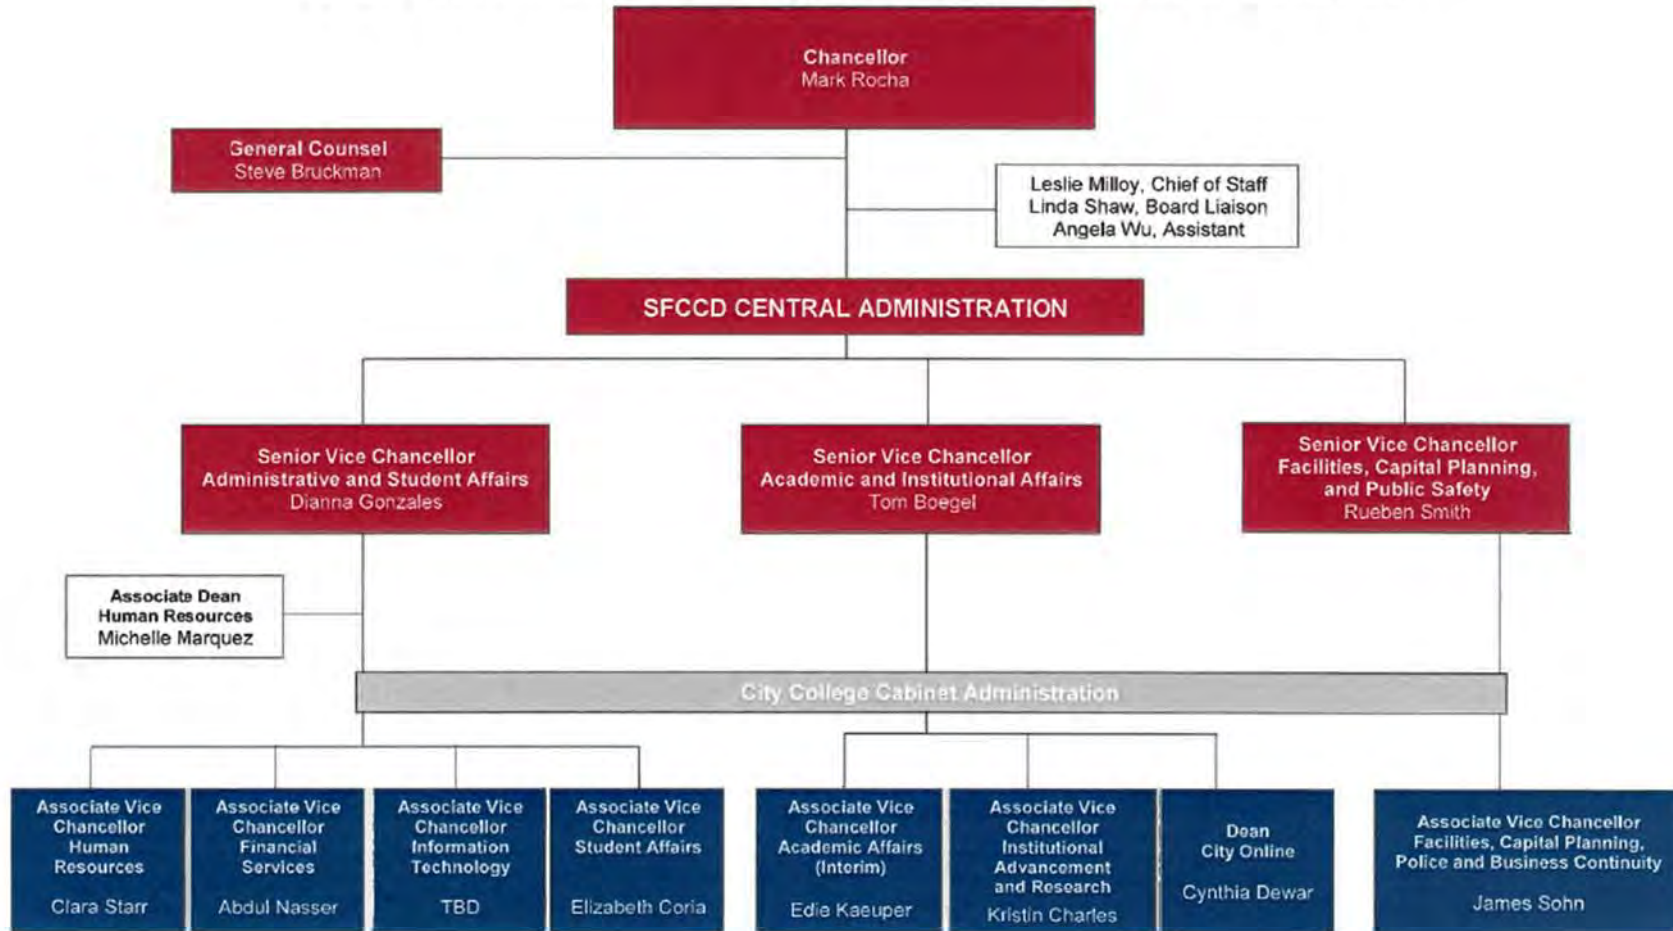 Chancellor
Mark Rocha
General Counsel
Steve Bruckman
Leslie Milloy, Chief of Staff
Linda Shaw, Board Liaison
Angela Wu, Assistant
SFCCD CENTRAL ADMINISTRATION
Senior Vice Chancellor
Administrative and Student Affairs
Dianna Gonzales
Senior Vice Chancellor
Academic and Institutional Affairs
Tom Boegel
Senior Vice Chancellor
Facilities, Capital Planning,
and Public Safety
Rueben Smith
Associate Dean
Human Resources
Michelle Marquez
City College Cabinet Administration
Associate Vice
Chancellor
Human
Resources
Clara Starr
Associate Vice
Chancellor
Financial
Services
Abdul Nasser
Associate Vice
Chancellor
Information
Technology
TBD
Associate Vice
Chancellor
Student Affairs
Elizabeth Coria
Associate Vice
Chancellor
Academic Affairs
(Interim)
Edie Kaeuper
Associate Vice
Chancellor
Institutional
Advancement
and Research
Kristin Charles
Dean
City Online
Cynthia Dewar
Associate Vice Chancellor
Facilities, Capital Planning,
Police and Business Continuity
James Sohn